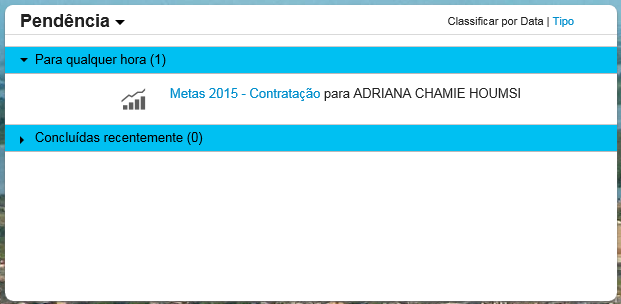 Pendência
Classificar por Data | Tipo
Para qualquer hora (1)
Metas 2015 - Contratação para ADRIANA CHAMIE HOUMSI
Concluídas recentemente (0)